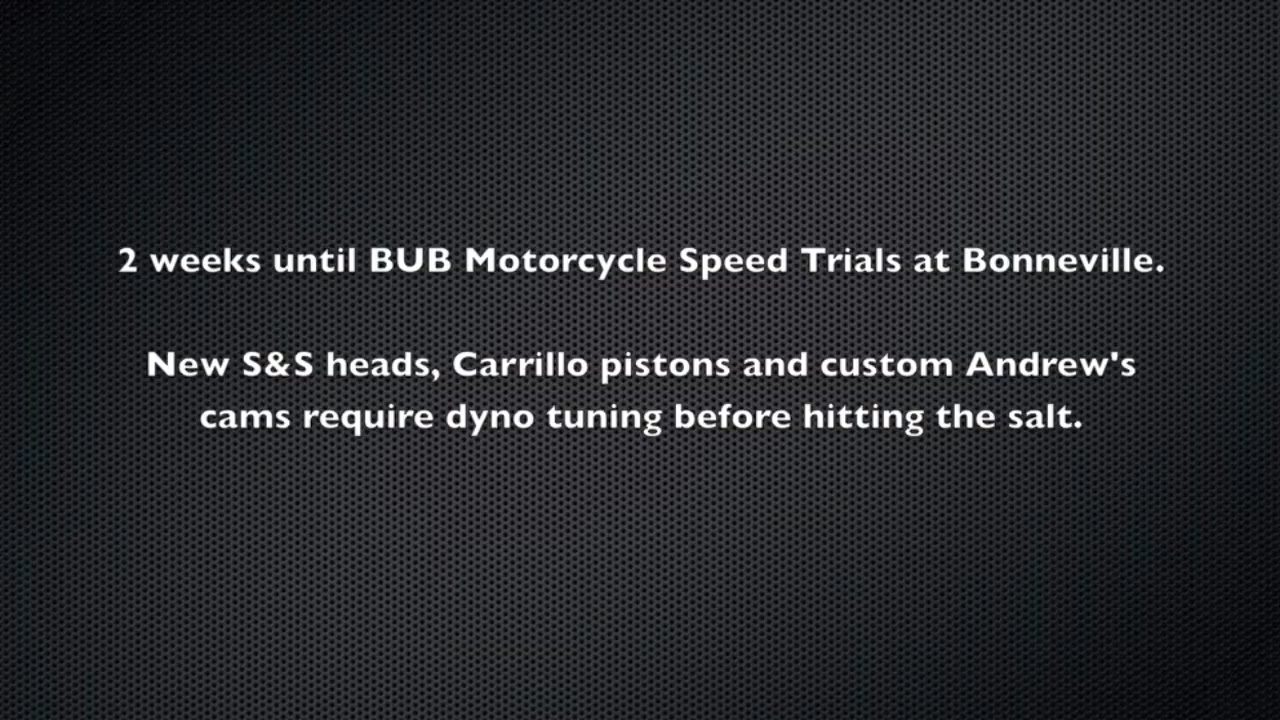 2 weeks until BUB Motorcycle Speed Trials at Bonneville.
New S&S heads, Carrillo pistons and custom Andrew's
cams require dyno tuning before hitting the salt.